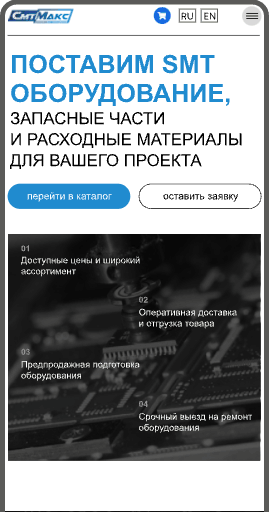 СМТМАКС
RU EN
ПОСТАВИМ SMT
ОБОРУДОВАНИЕ,
ЗАПАСНЫЕ ЧАСТИ
И РАСХОДНЫЕ МАТЕРИАЛЫ
ДЛЯ ВАШЕГО ПРОЕКТА
перейти в каталог
оставить заявку
01
Доступные цены и широкий
ассортимент
02
Оперативная доставка
и отгрузка товара
03
Предпродажная подготовка
оборудования
04
Срочный выезд на ремонт
оборудования